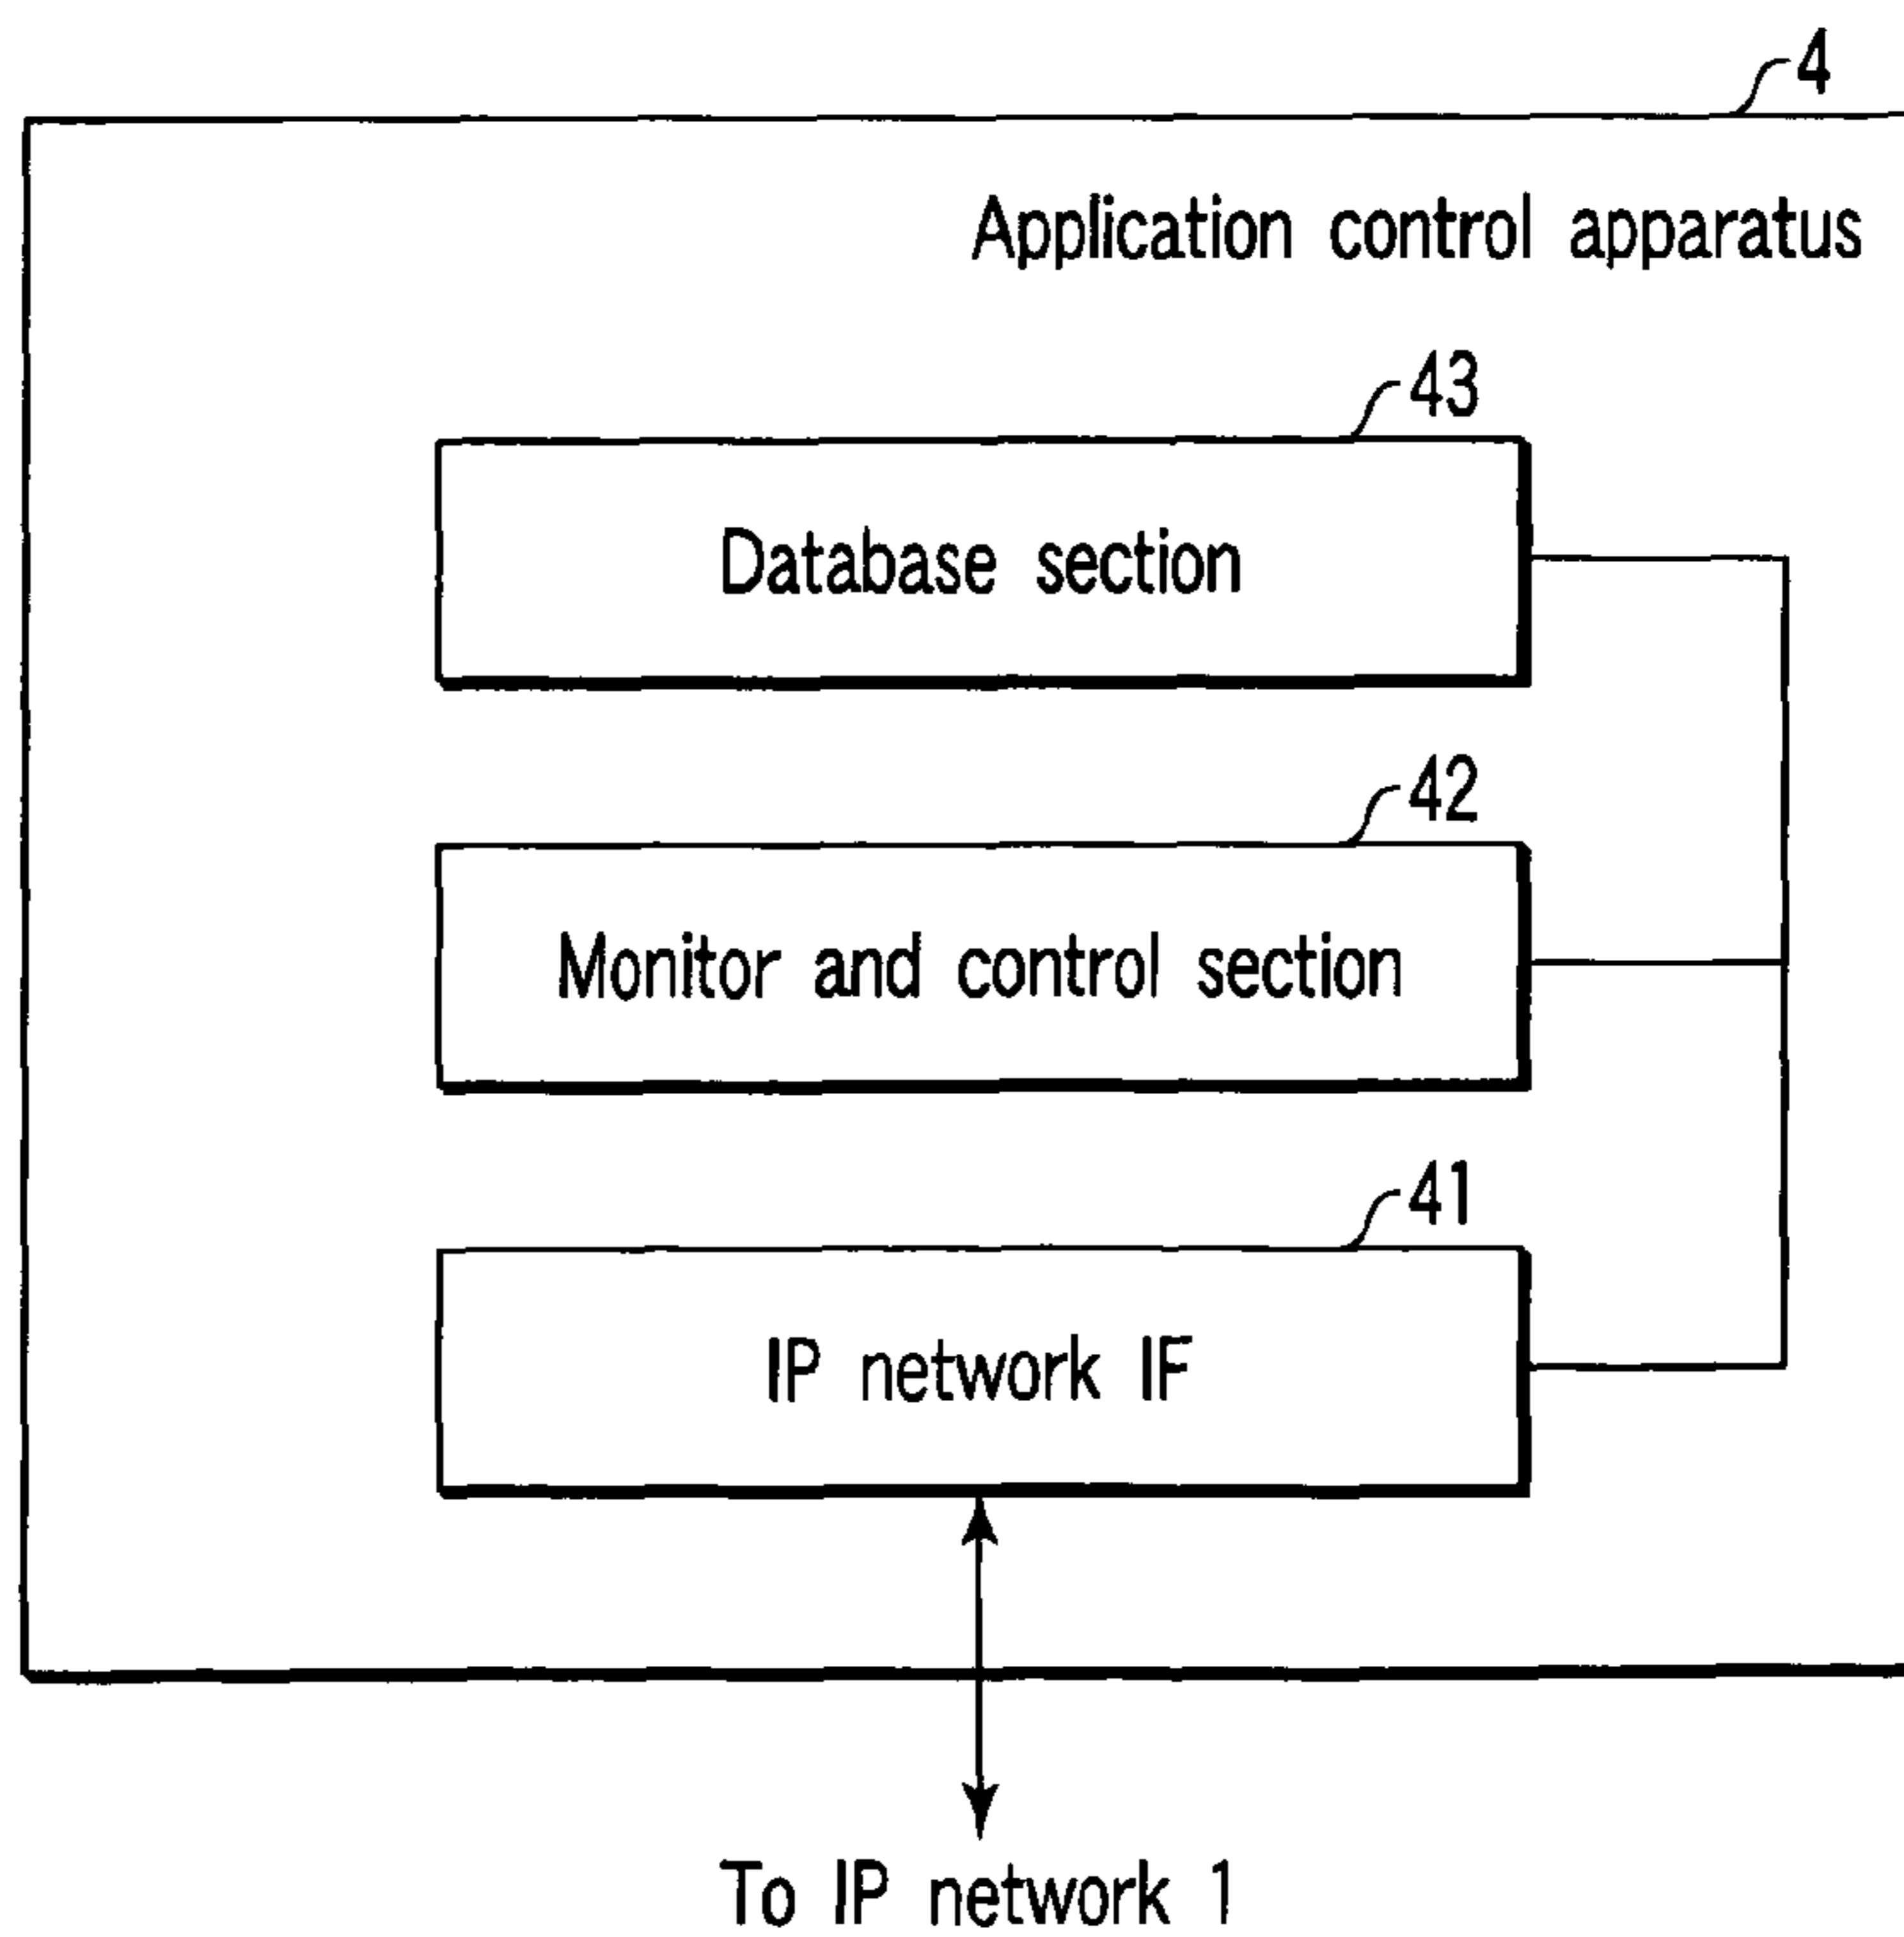 4
Application control apparatus
43
Database section
42
Monitor and control section
41
IP network IF
To IP network 1